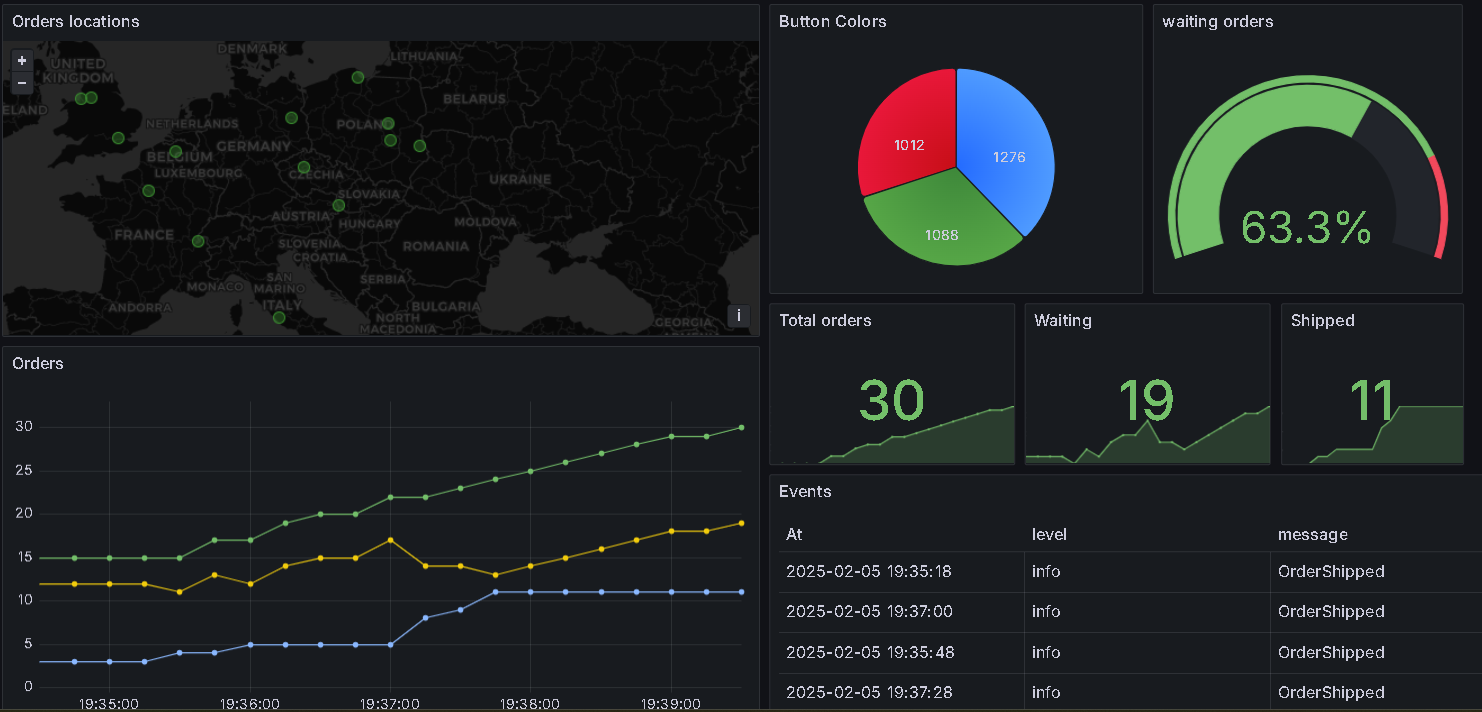 Orders locations
+
−
DENMARK
LITHUANIA
UNITED
KINGDOM
ELAND
BELARUS
NETHERLANDS
POLAND
BELGIUM
GERMANY
LUXEMBOURG
CZECHIA
UKRAINE
SLOVAKIA
AUSTRIA
HUNGARY
MOLDOVA
FRANCE
SLOVENIA
ROMANIA
CROATIA
SAN
MARINO
MONACO
SERBIA
ANDORRA
ITALY
BULGARIA
NORTH
MACEDONIA
GEORGIA
i
Button Colors
1012
1276
1088
waiting orders
63.3%
Total orders
30
Waiting
19
Shipped
11
Orders
30
25
20
15
10
5
0
19:35:00 19:36:00 19:37:00 19:38:00 19:39:00
Events
At level message
2025-02-05 19:35:18 info OrderShipped
2025-02-05 19:37:00 info OrderShipped
2025-02-05 19:35:48 info OrderShipped
2025-02-05 19:37:28 info OrderShipped